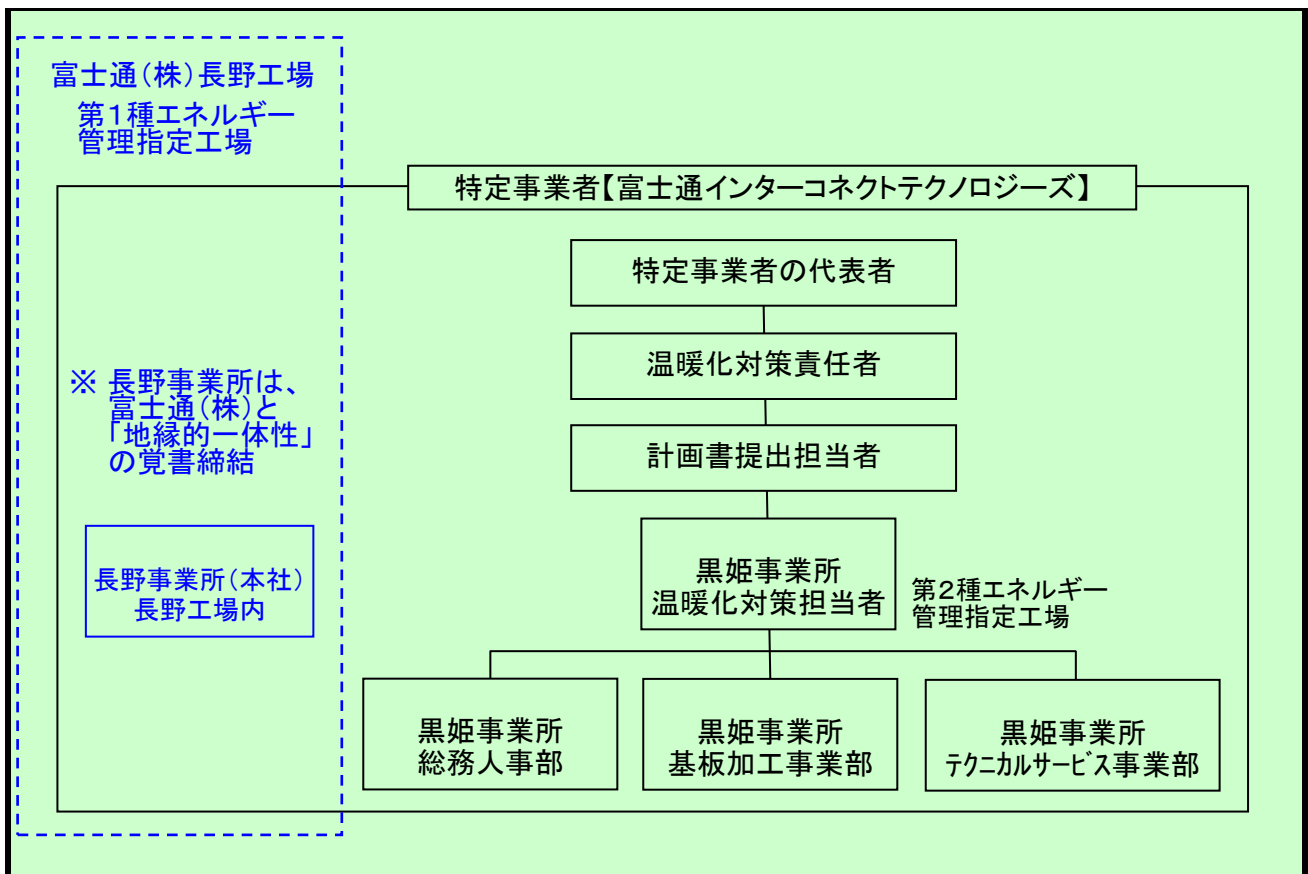 富士通(株)長野工場
第1種エネルギー
管理指定工場
特定事業者【富士通インターコネクトテクノロジーズ】
特定事業者の代表者
温暖化対策責任者
計画書提出担当者
※ 長野事業所は、
富士通(株)と
「地縁的一体性」
の覚書締結
長野事業所(本社)
長野工場内
黒姫事業所
温暖化対策担当者
第2種エネルギー
管理指定工場
黒姫事業所
総務人事部
黒姫事業所
基板加工事業部
黒姫事業所
テクニカルサービス事業部